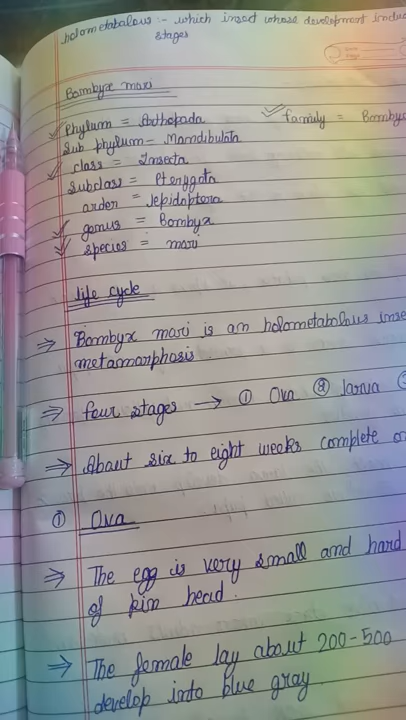 holometabolous :- which insect whose development includ
stages
Bombyx mori
Phylum = Arthopada
family = Bomby
Sub phylum - Mandibulata
class = Insecta
Subclass = Pterygota
order = lepidoptera
genus = Bombyx
species = mori
life cycle
⇒ Bombyx mori is an holometabolous inse
metamorphosis
⇒ four stages → ① Ova ② larva
⇒ About six to eight weeks complete
① Ova
⇒ The egg is very small and hard
of pin head.
⇒ The female lay about 200-500
develop into blue gray